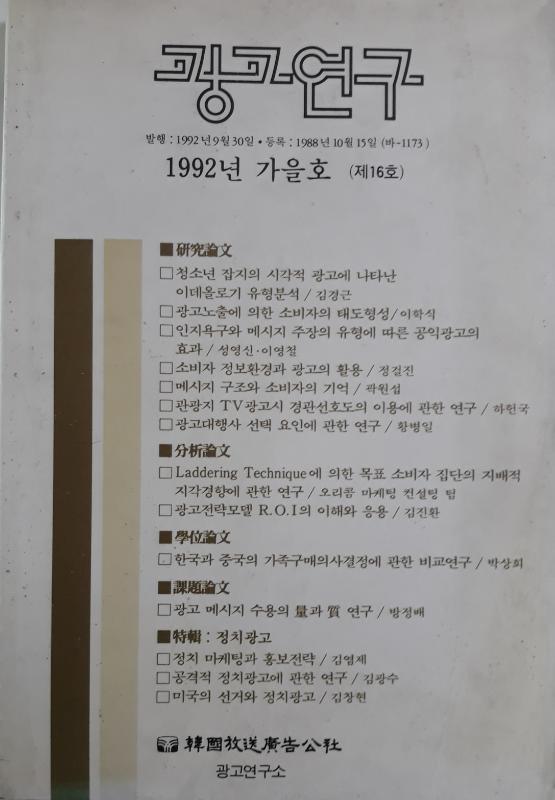 광고연구
발행 : 1992년 9월 30일 • 등록 : 1988년 10월 15일 (바-1173)
1992년 가을호 (제16호)
■ 研究論文
□ 청소년 잡지의 시각적 광고에 나타난
이데올로기 유형분석 / 김경근
□ 광고노출에 의한 소비자의 태도형성/이학식
□ 인지욕구와 메시지 주장의 유형에 따른 공익광고의
효과 / 성영신·이영철
□ 소비자 정보환경과 광고의 활용 / 정걸진
□ 메시지 구조와 소비자의 기억 / 곽원섭
□ 관광지 TV광고시 경관선호도의 이용에 관한 연구 / 하헌국
□ 광고대행사 선택 요인에 관한 연구 / 황병일
■ 分析論文
□ Laddering Technique에 의한 목표 소비자 집단의 지배적
지각경향에 관한 연구 / 오리콤 마케팅 컨설팅 팀
□ 광고전략모델 R.O.I의 이해와 응용 / 김진환
■ 學位論文
□ 한국과 중국의 가족구매의사결정에 관한 비교연구 / 박상희
■ 課題論文
□ 광고 메시지 수용의 量과 質 연구 / 방정배
■ 特輯 : 정치광고
□ 정치 마케팅과 홍보전략 / 김염제
□ 공격적 정치광고에 관한 연구 / 김광수
□ 미국의 선거와 정치광고 / 김창현
韓國放送廣告公社
광고연구소